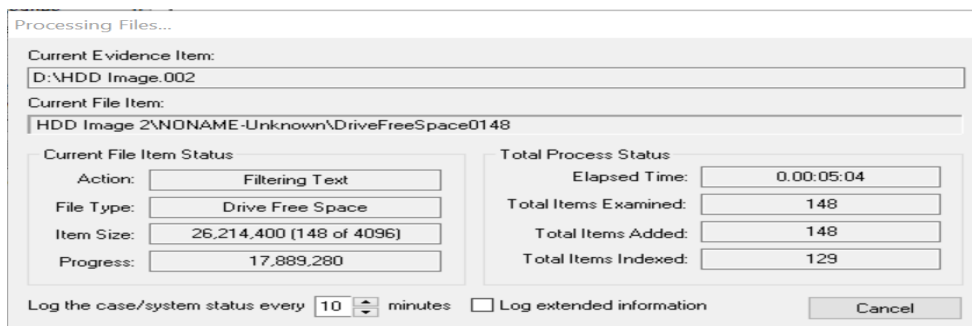 Processing Files...
Current Evidence Item:
D:\HDD Image.002
Current File Item:
HDD Image 2\NONAME-Unknown\DriveFreeSpace0148
Current File Item Status
Action: Filtering Text
File Type: Drive Free Space
Item Size: 26,214,400 (148 of 4096)
Progress: 17,889,280
Total Process Status
Elapsed Time: 0.00:05:04
Total Items Examined: 148
Total Items Added: 148
Total Items Indexed: 129
Log the case/system status every 10 minutes Log extended information Cancel